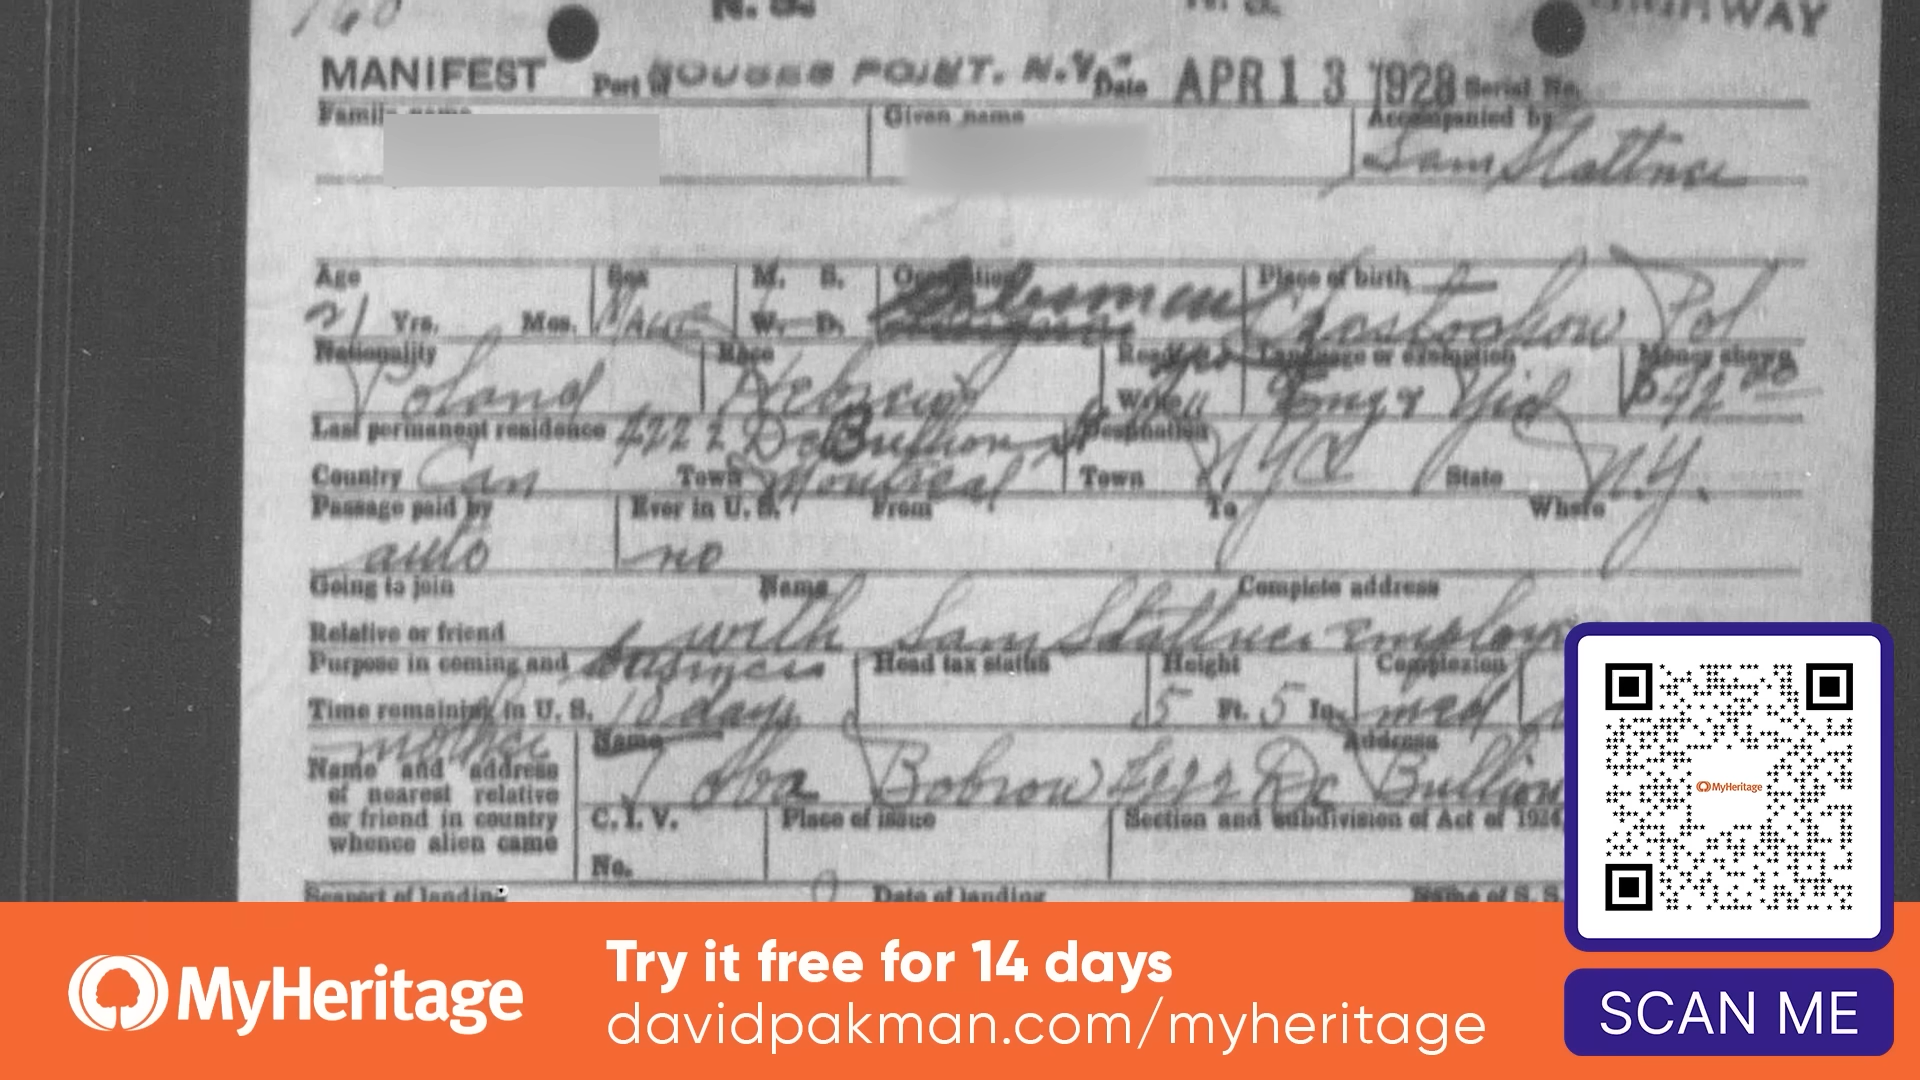 MANIFEST Port of ROUSES POINT, N.Y. Date APR 13 1928 Serial No.
Family name Given name Accompanied by
Sam
Age Sex M. S. Occupation Place of birth
21 Yrs. Mos. Male W. D. Salesman Chestochow Pol
Nationality Race Read yes Language or exemption Money shown
Poland Hebrew Write Eng & Yid
Last permanent residence 4222 De Bullion St Destination
Country Can Town Montreal Town NYC State N.Y.
Passage paid by Ever in U. S. From To Where
auto no
Going to join Name Complete address
Relative or friend with Sam
Purpose in coming and business Head tax status Height Complexion
Time remaining in U. S. 10 days 5 Ft. 5 In. med
mother Name Address
Name and address Bobrow 4222 De Bullion
of nearest relative
or friend in country C. I. V. Place of issue Section and subdivision of Act of 1924
whence alien came
No.
Seaport of landing Date of landing Name of S. S.
MyHeritage
MyHeritage
Try it free for 14 days
davidpakman.com/myheritage
SCAN ME